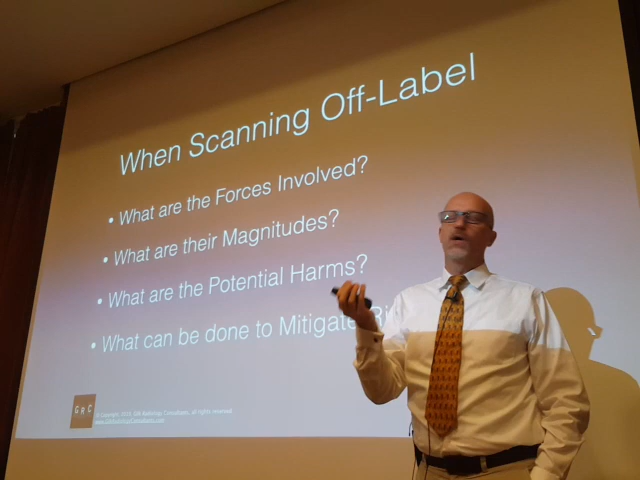 When Scanning Off-Label
• What are the Forces Involved?
• What are their Magnitudes?
• What are the Potential Harms?
• What can be done to Mitigate
GRC